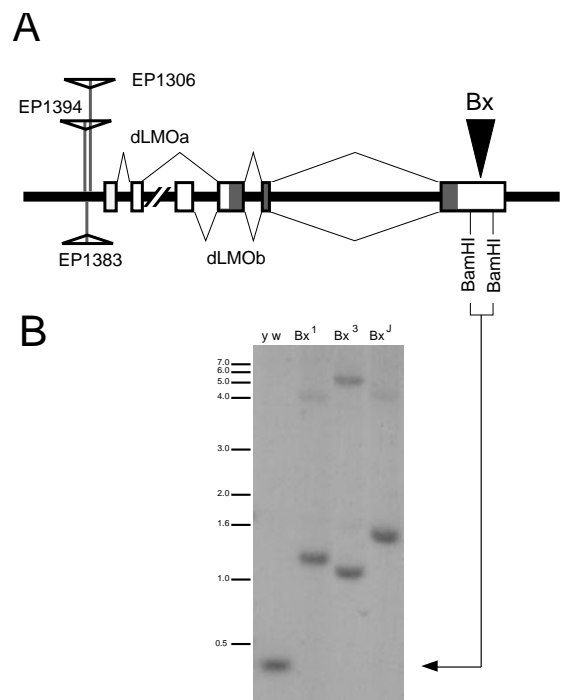 A
EP1306
EP1394
Bx
dLMOa
dLMOb
EP1383
BamHI
BamHI
B
y w Bx1 Bx3 BxJ
7.0
6.0
5.0
4.0
3.0
2.0
1.6
1.0
0.5